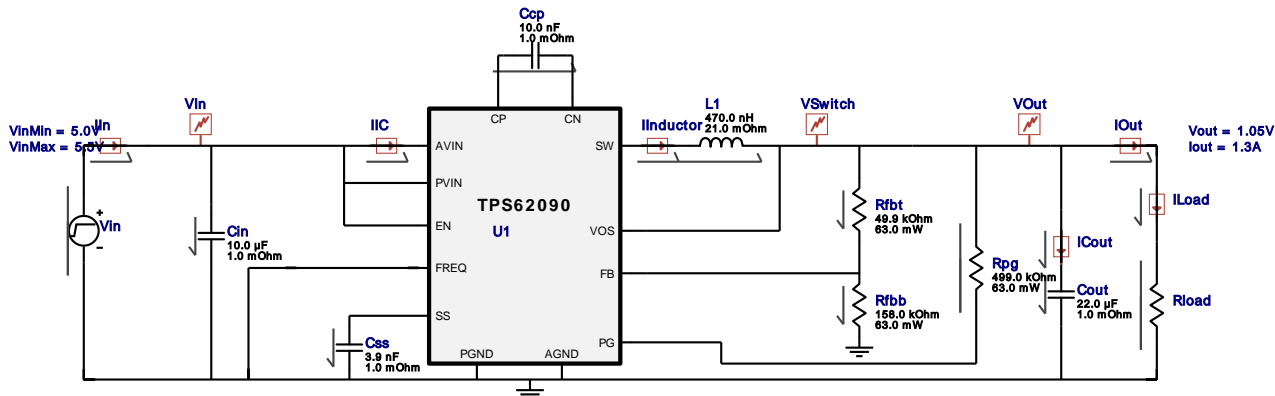 Ccp
10.0 nF
1.0 mOhm
CP
CN
VinMin = 5.0V
VinMax = 5.5V
IIn
VIn
IIC
AVIN
PVIN
EN
FREQ
SS
PGND
AGND
TPS62090
U1
SW
VOS
FB
PG
IInductor
L1
470.0 nH
21.0 mOhm
VSwitch
VOut
IOut
Vout = 1.05V
Iout = 1.3A
+
Vin
-
Cin
10.0 µF
1.0 mOhm
Css
3.9 nF
1.0 mOhm
Rfbt
49.9 kOhm
63.0 mW
Rfbb
158.0 kOhm
63.0 mW
Rpg
499.0 kOhm
63.0 mW
ICout
Cout
22.0 µF
1.0 mOhm
ILoad
Rload